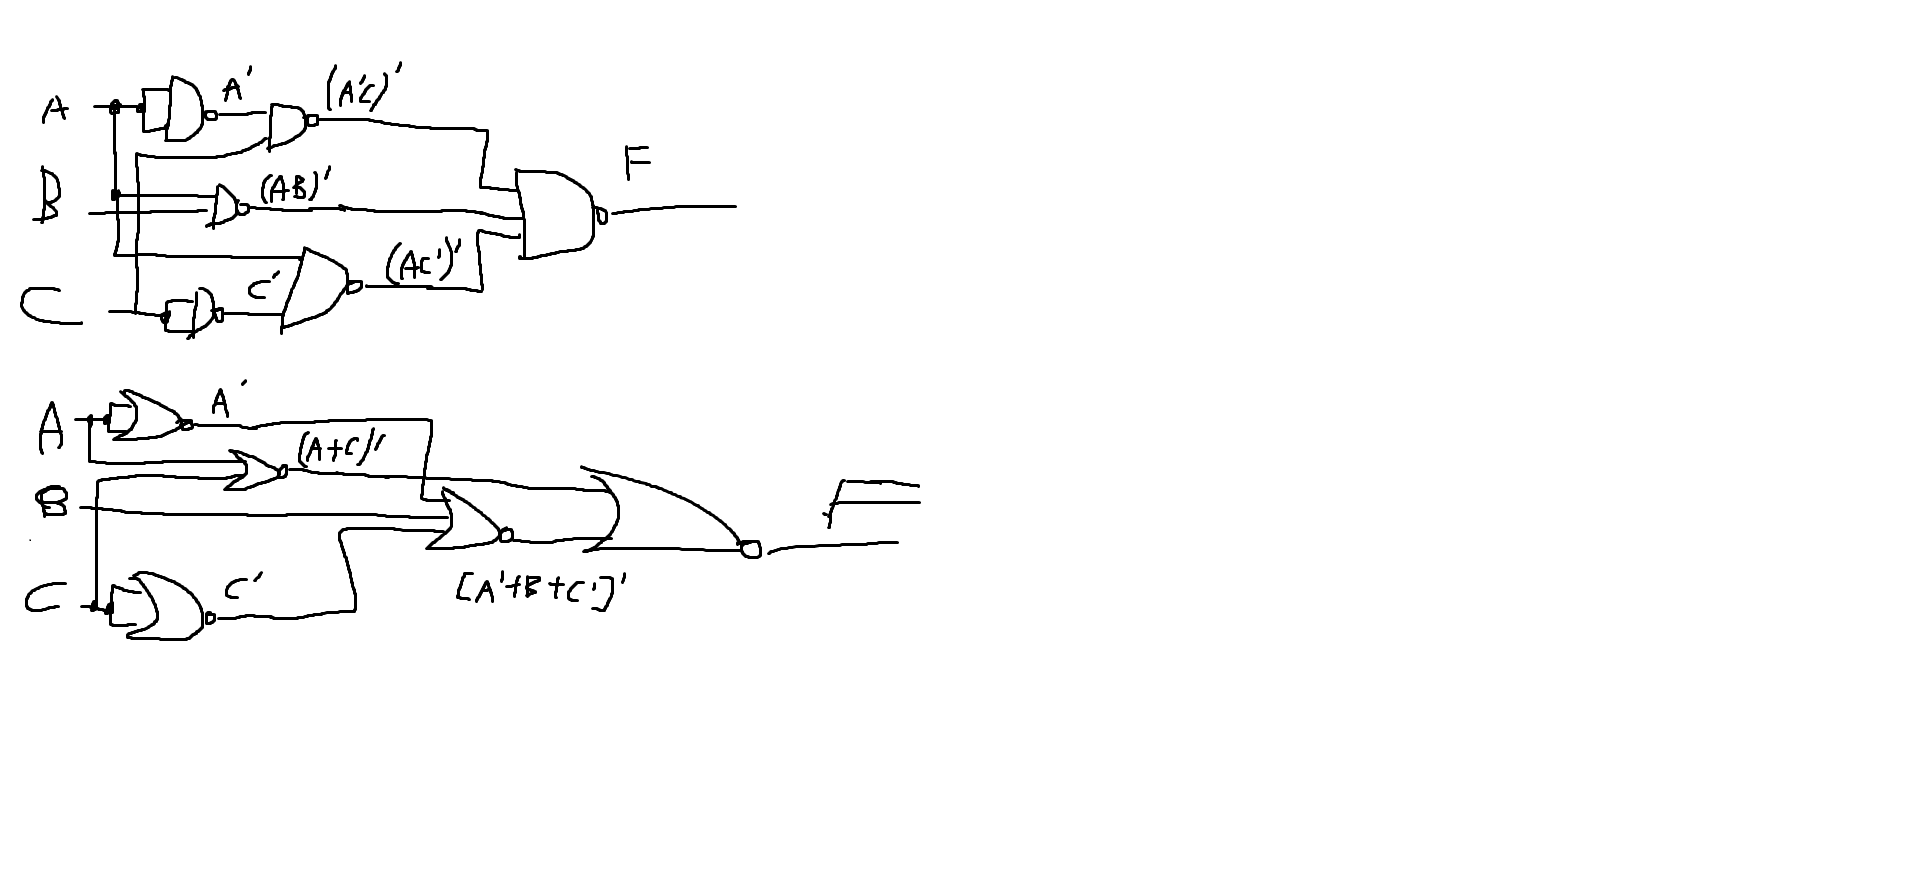 A A' (A'C)'
F
B (AB)'
(AC')'
C C'
A A'
(A+C)'
B
F
C C' [A'+B+C']'